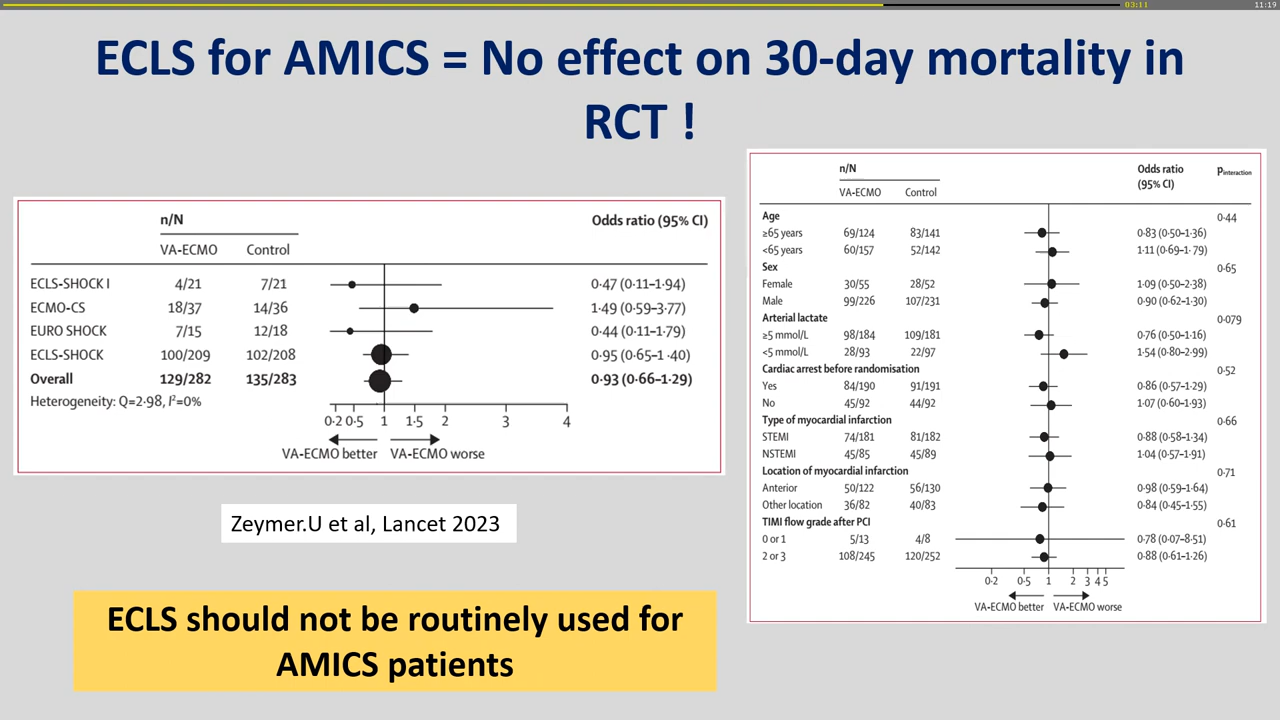 03:11
11:19
ECLS for AMICS = No effect on 30-day mortality in
RCT !
n/N
Odds ratio (95% CI)
VA-ECMO Control
ECLS-SHOCK I 4/21 7/21 0·47 (0·11–1·94)
ECMO-CS 18/37 14/36 1·49 (0·59–3·77)
EURO SHOCK 7/15 12/18 0·44 (0·11–1·79)
ECLS-SHOCK 100/209 102/208 0·95 (0·65–1 ·40)
Overall 129/282 135/283 0·93 (0·66–1·29)
Heterogeneity: Q=2·98, I²=0%
0·2 0·5 1 1·5 2 3 4
VA-ECMO better VA-ECMO worse
Zeymer.U et al, Lancet 2023
ECLS should not be routinely used for
AMICS patients
n/N Odds ratio Pinteraction
(95% CI)
VA-ECMO Control
Age 0·44
≥65 years 69/124 83/141 0·83 (0·50–1·36)
<65 years 60/157 52/142 1·11 (0·69–1·79)
Sex 0·65
Female 30/55 28/52 1·09 (0·50–2·38)
Male 99/226 107/231 0·90 (0·62–1·30)
Arterial lactate 0·079
≥5 mmol/L 98/184 109/181 0·76 (0·50–1·16)
<5 mmol/L 28/93 22/97 1·54 (0·80–2·99)
Cardiac arrest before randomisation 0·52
Yes 84/190 91/191 0·86 (0·57–1·29)
No 45/92 44/92 1·07 (0·60–1·93)
Type of myocardial infarction 0·66
STEMI 74/181 81/182 0·88 (0·58–1·34)
NSTEMI 45/85 45/89 1·04 (0·57–1·91)
Location of myocardial infarction 0·71
Anterior 50/122 56/130 0·98 (0·59–1·64)
Other location 36/82 40/83 0·84 (0·45–1·55)
TIMI flow grade after PCI 0·61
0 or 1 5/13 4/8 0·78 (0·07–8·51)
2 or 3 108/245 120/252 0·88 (0·61–1·26)
0·2 0·5 1 2 3 4 5
VA-ECMO better VA-ECMO worse